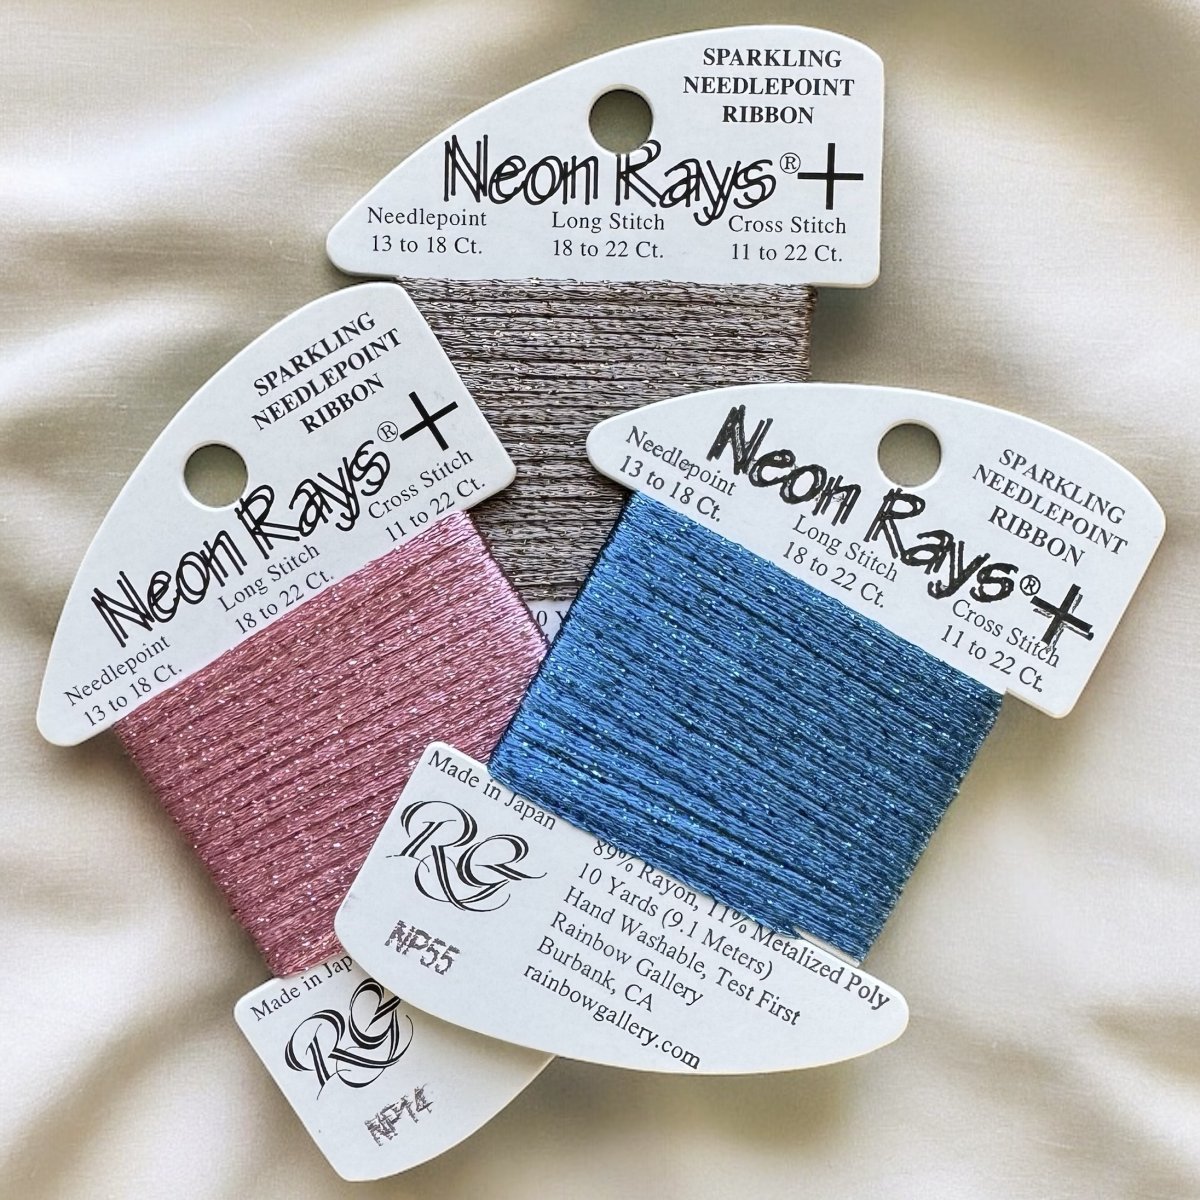 SPARKLING
NEEDLEPOINT
RIBBON
Neon Rays®+
Needlepoint
13 to 18 Ct.
Long Stitch
18 to 22 Ct.
Cross Stitch
11 to 22 Ct.
SPARKLING
NEEDLEPOINT
RIBBON
Neon Rays®+
Needlepoint
13 to 18 Ct.
Long Stitch
18 to 22 Ct.
Cross Stitch
11 to 22 Ct.
Made in Jap
RG
NP14
SPARKLING
NEEDLEPOINT
RIBBON
Neon Rays®+
Needlepoint
13 to 18 Ct.
Long Stitch
18 to 22 Ct.
Cross Stitch
11 to 22 Ct.
Made in Japan
RG
NP55
89% Rayon, 11% Metalized Poly
10 Yards (9.1 Meters)
Hand Washable, Test First
Rainbow Gallery
Burbank, CA
rainbowgallery.com